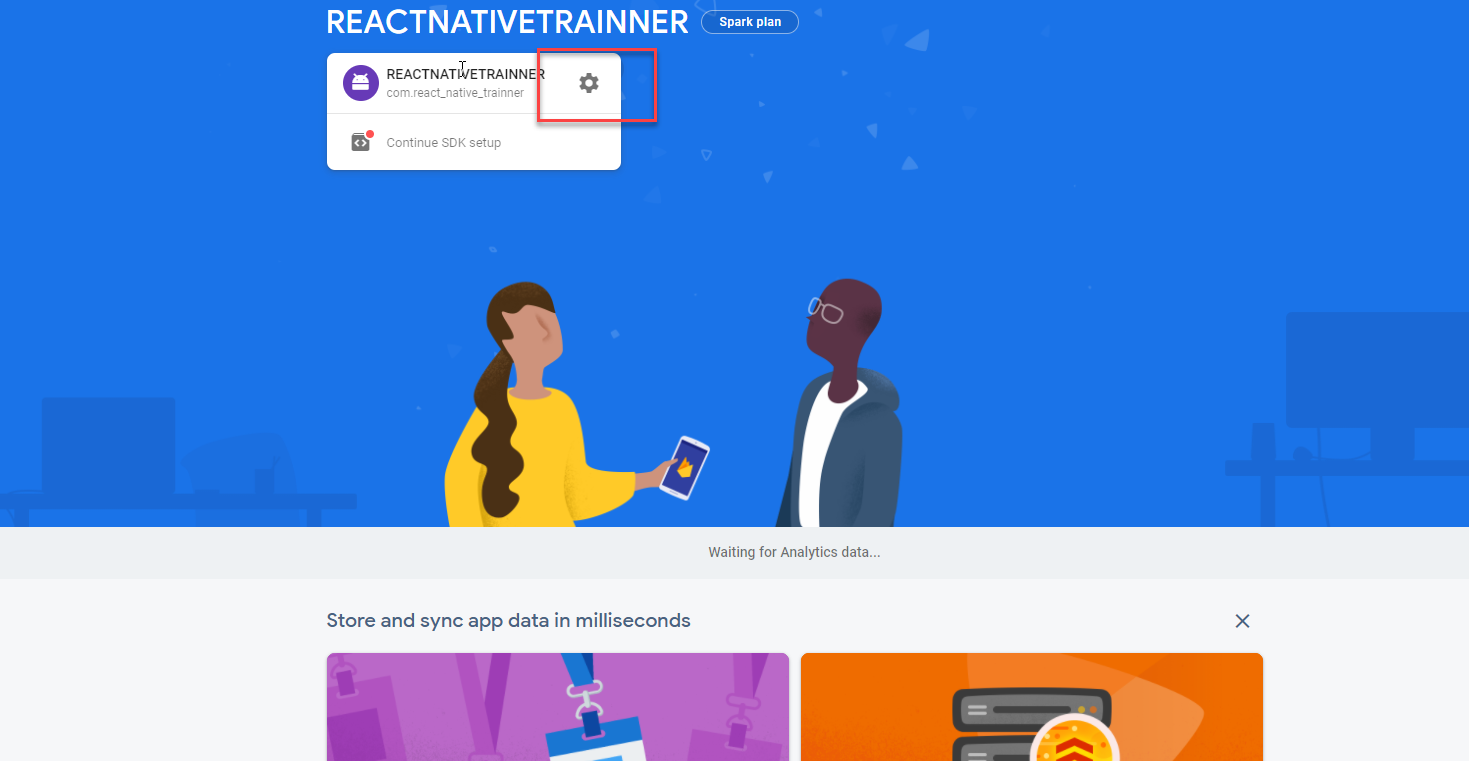 REACTNATIVETRAINNER
Spark plan
REACTNATIVETRAINNER
com.react_native_trainner
Continue SDK setup
Waiting for Analytics data...
Store and sync app data in milliseconds